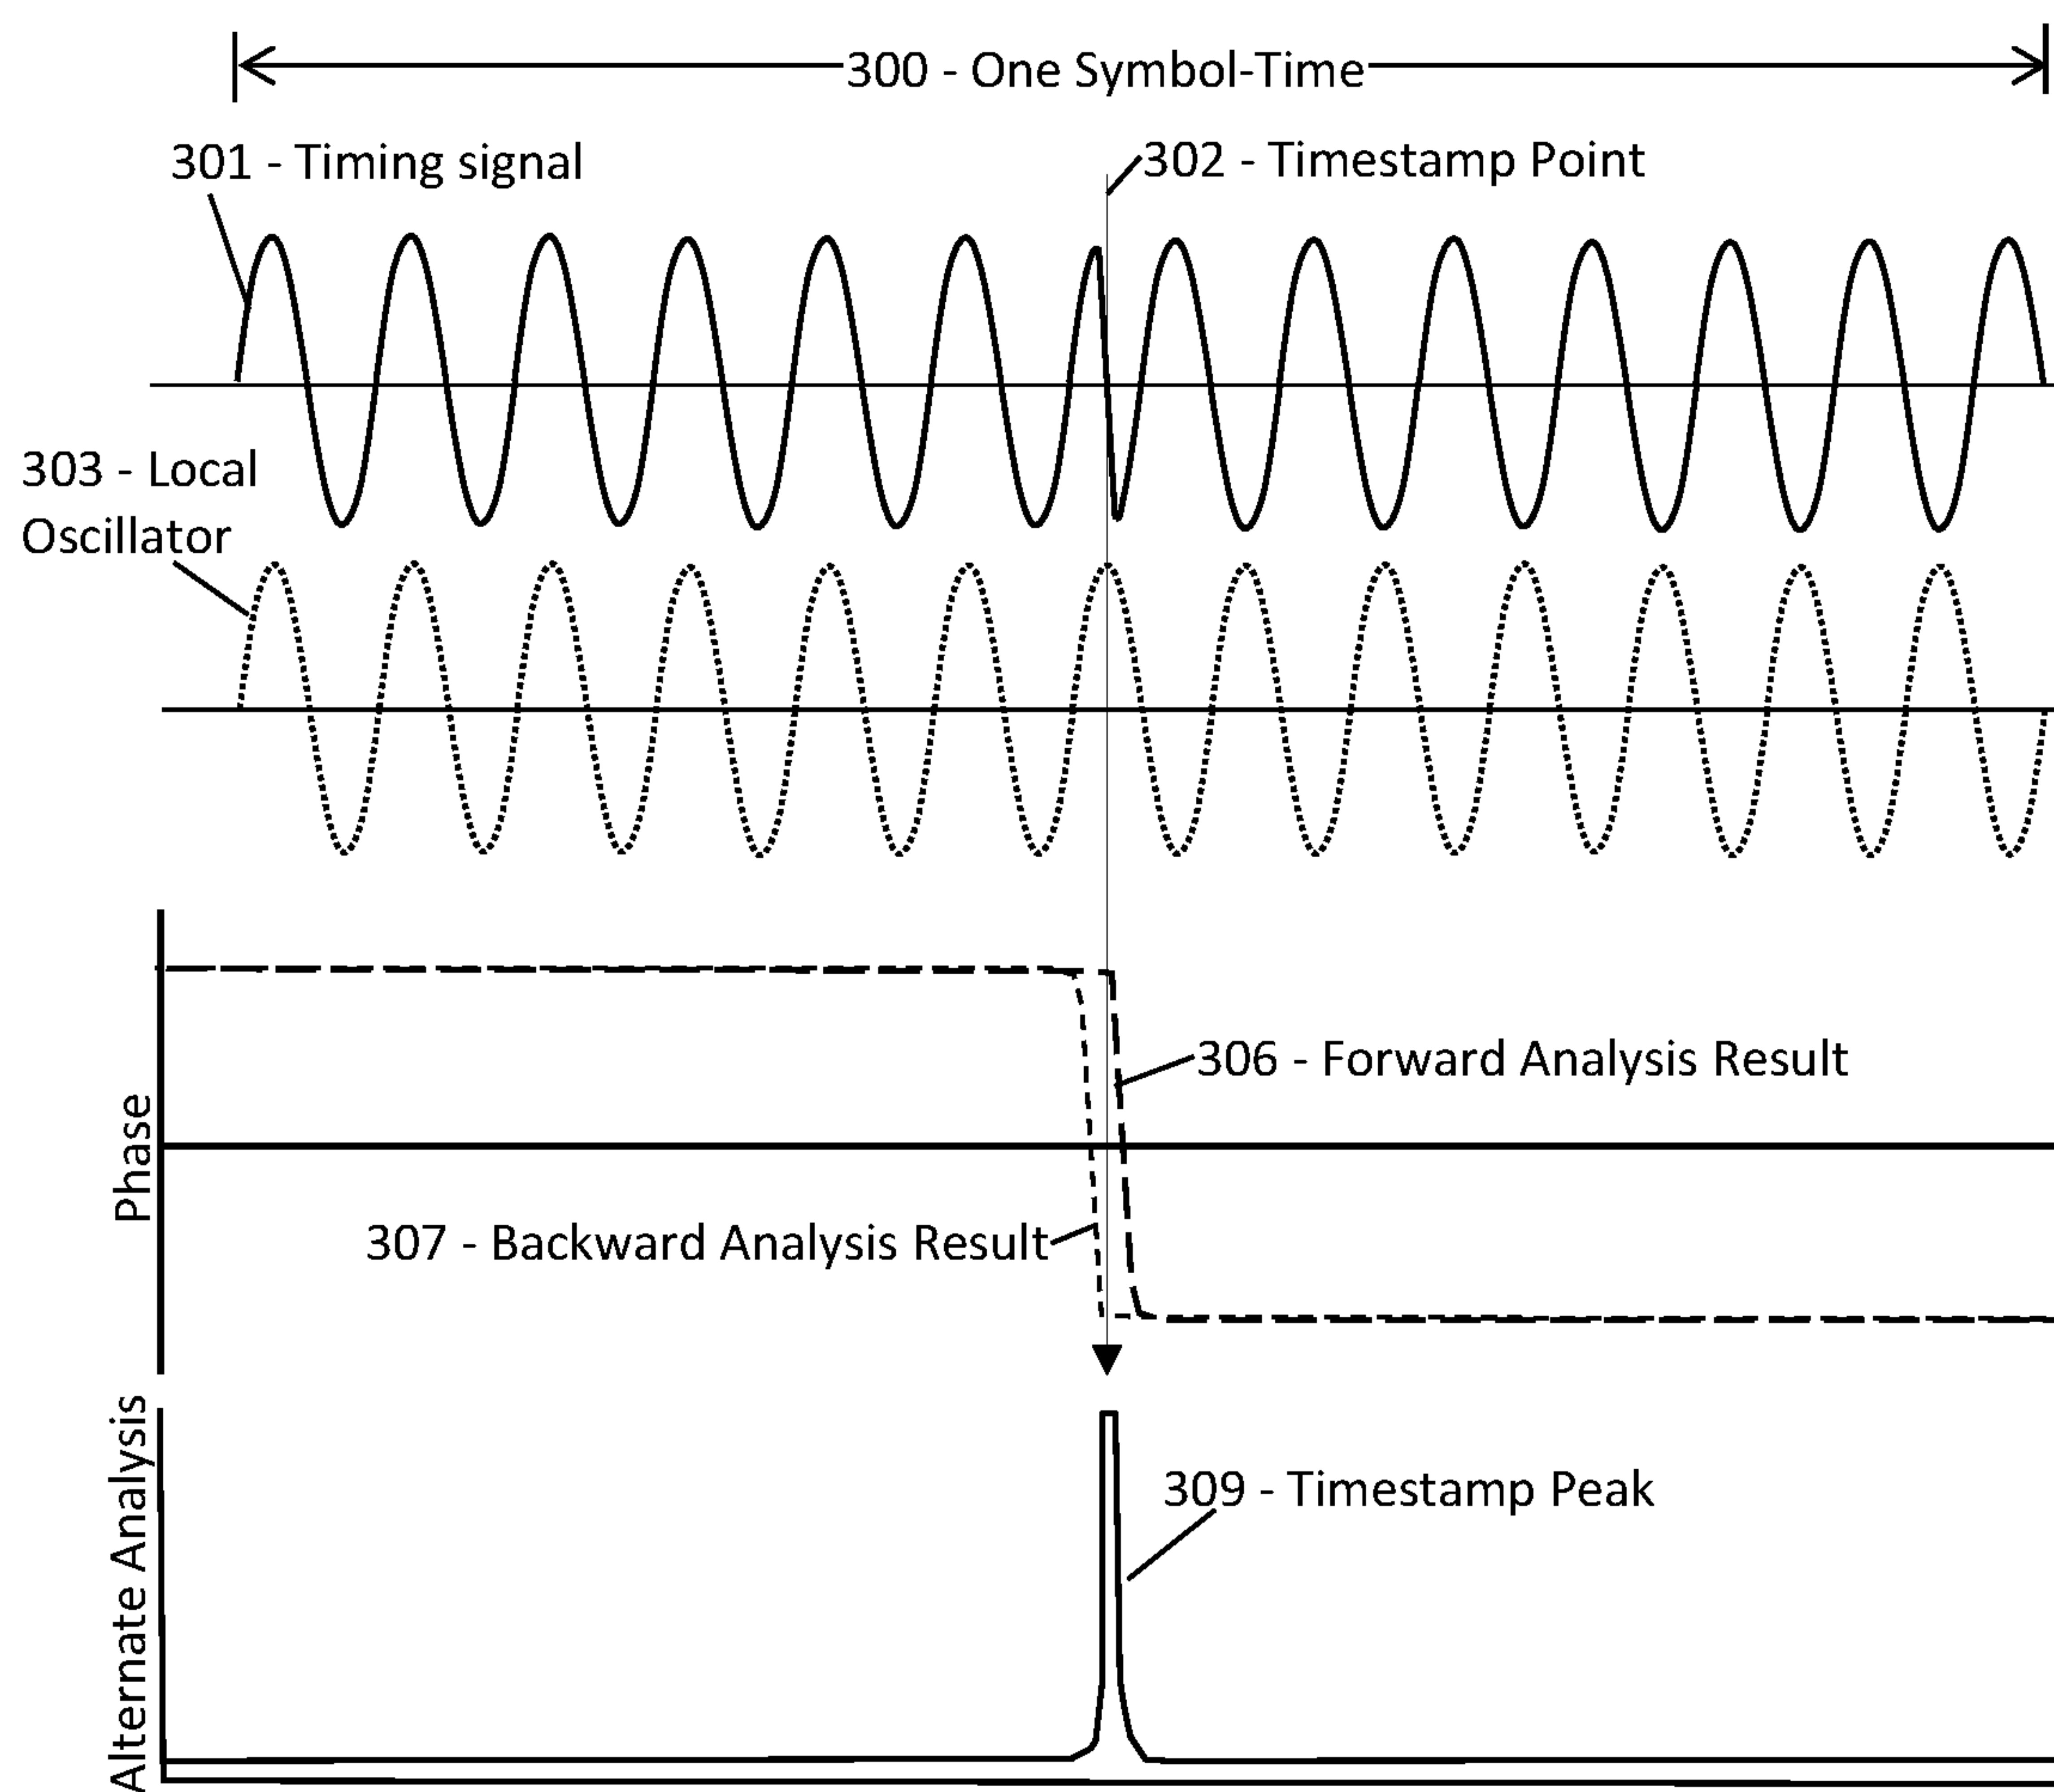 300 - One Symbol-Time
301 - Timing signal
302 - Timestamp Point
303 - Local
Oscillator
Phase
306 - Forward Analysis Result
307 - Backward Analysis Result
Alternate Analysis
309 - Timestamp Peak